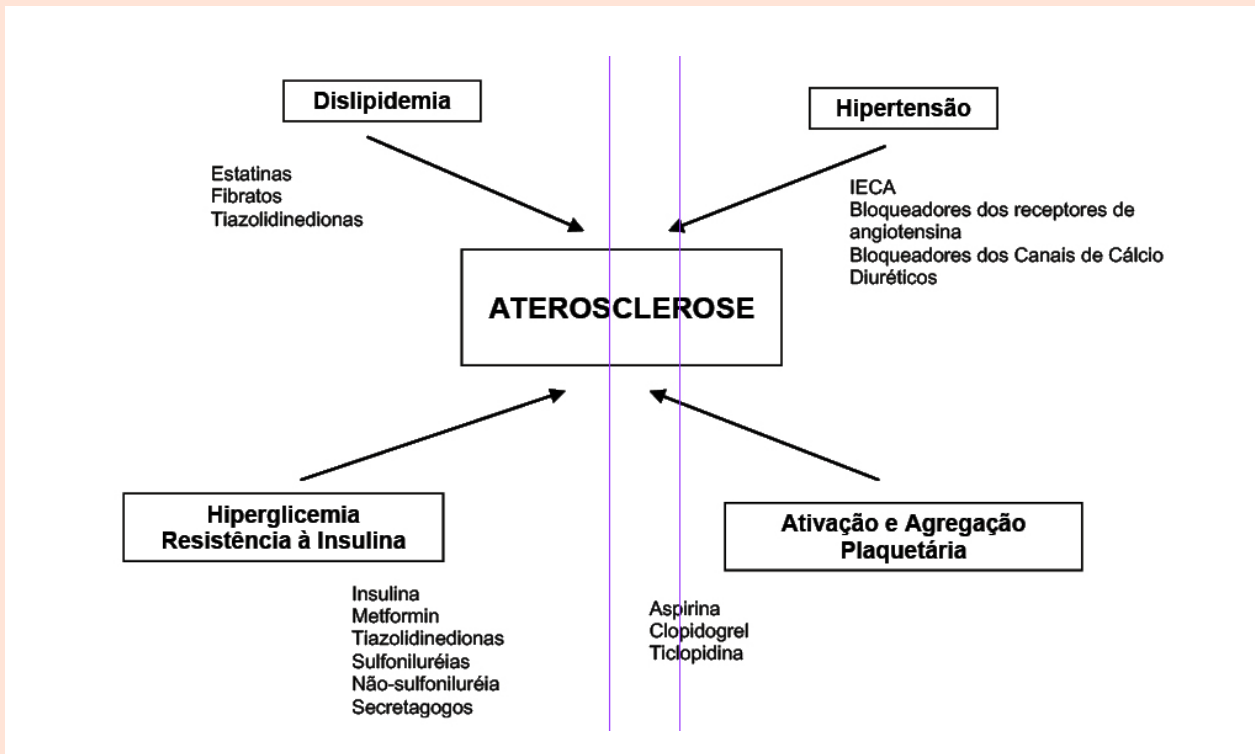 Dislipidemia
Estatinas
Fibratos
Tiazolidinedionas
Hipertensão
IECA
Bloqueadores dos receptores de
angiotensina
Bloqueadores dos Canais de Cálcio
Diuréticos
ATEROSCLEROSE
Hiperglicemia
Resistência à Insulina
Insulina
Metformin
Tiazolidinedionas
Sulfoniluréias
Não-sulfoniluréia
Secretagogos
Ativação e Agregação
Plaquetária
Aspirina
Clopidogrel
Ticlopidina